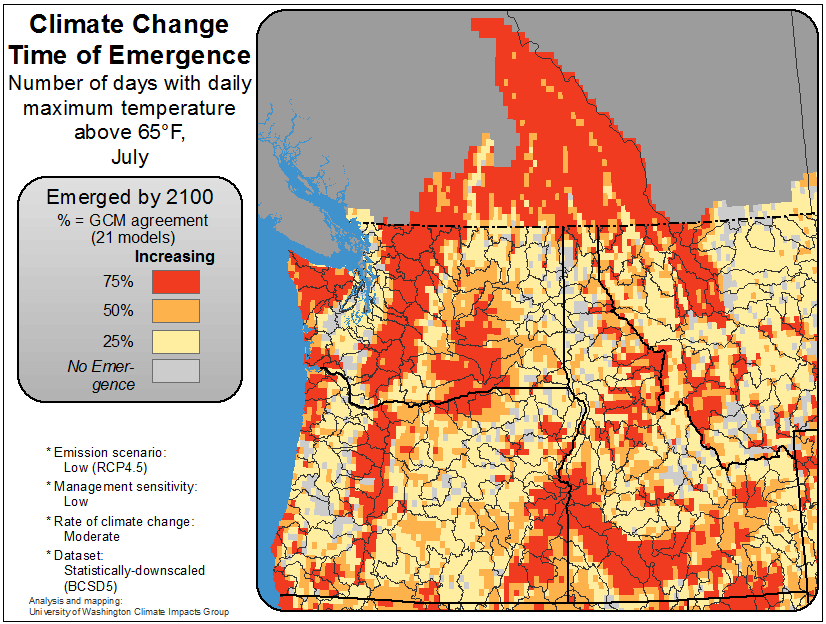 Climate Change
Time of Emergence
Number of days with daily
maximum temperature
above 65°F,
July
Emerged by 2100
% = GCM agreement
(21 models)
Increasing
75%
50%
25%
No Emer-
gence
* Emission scenario:
Low (RCP4.5)
* Management sensitivity:
Low
* Rate of climate change:
Moderate
* Dataset:
Statistically-downscaled
(BCSD5)
Analysis and mapping:
University of Washington Climate Impacts Group